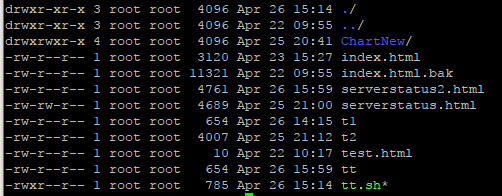 drwxr-xr-x 3 root root 4096 Apr 26 15:14 ./
drwxr-xr-x 3 root root 4096 Apr 22 09:55 ../
drwxrwxr-x 4 root root 4096 Apr 25 20:41 ChartNew/
-rw-r--r-- 1 root root 3120 Apr 23 15:27 index.html
-rw-r--r-- 1 root root 11321 Apr 22 09:55 index.html.bak
-rw-r--r-- 1 root root 4761 Apr 26 15:59 serverstatus2.html
-rw-rw-r-- 1 root root 4689 Apr 25 21:00 serverstatus.html
-rw-r--r-- 1 root root 654 Apr 26 14:15 t1
-rw-r--r-- 1 root root 4007 Apr 25 21:12 t2
-rw-r--r-- 1 root root 10 Apr 22 10:17 test.html
-rw-r--r-- 1 root root 654 Apr 26 15:59 tt
-rwxr--r-- 1 root root 785 Apr 26 15:14 tt.sh*